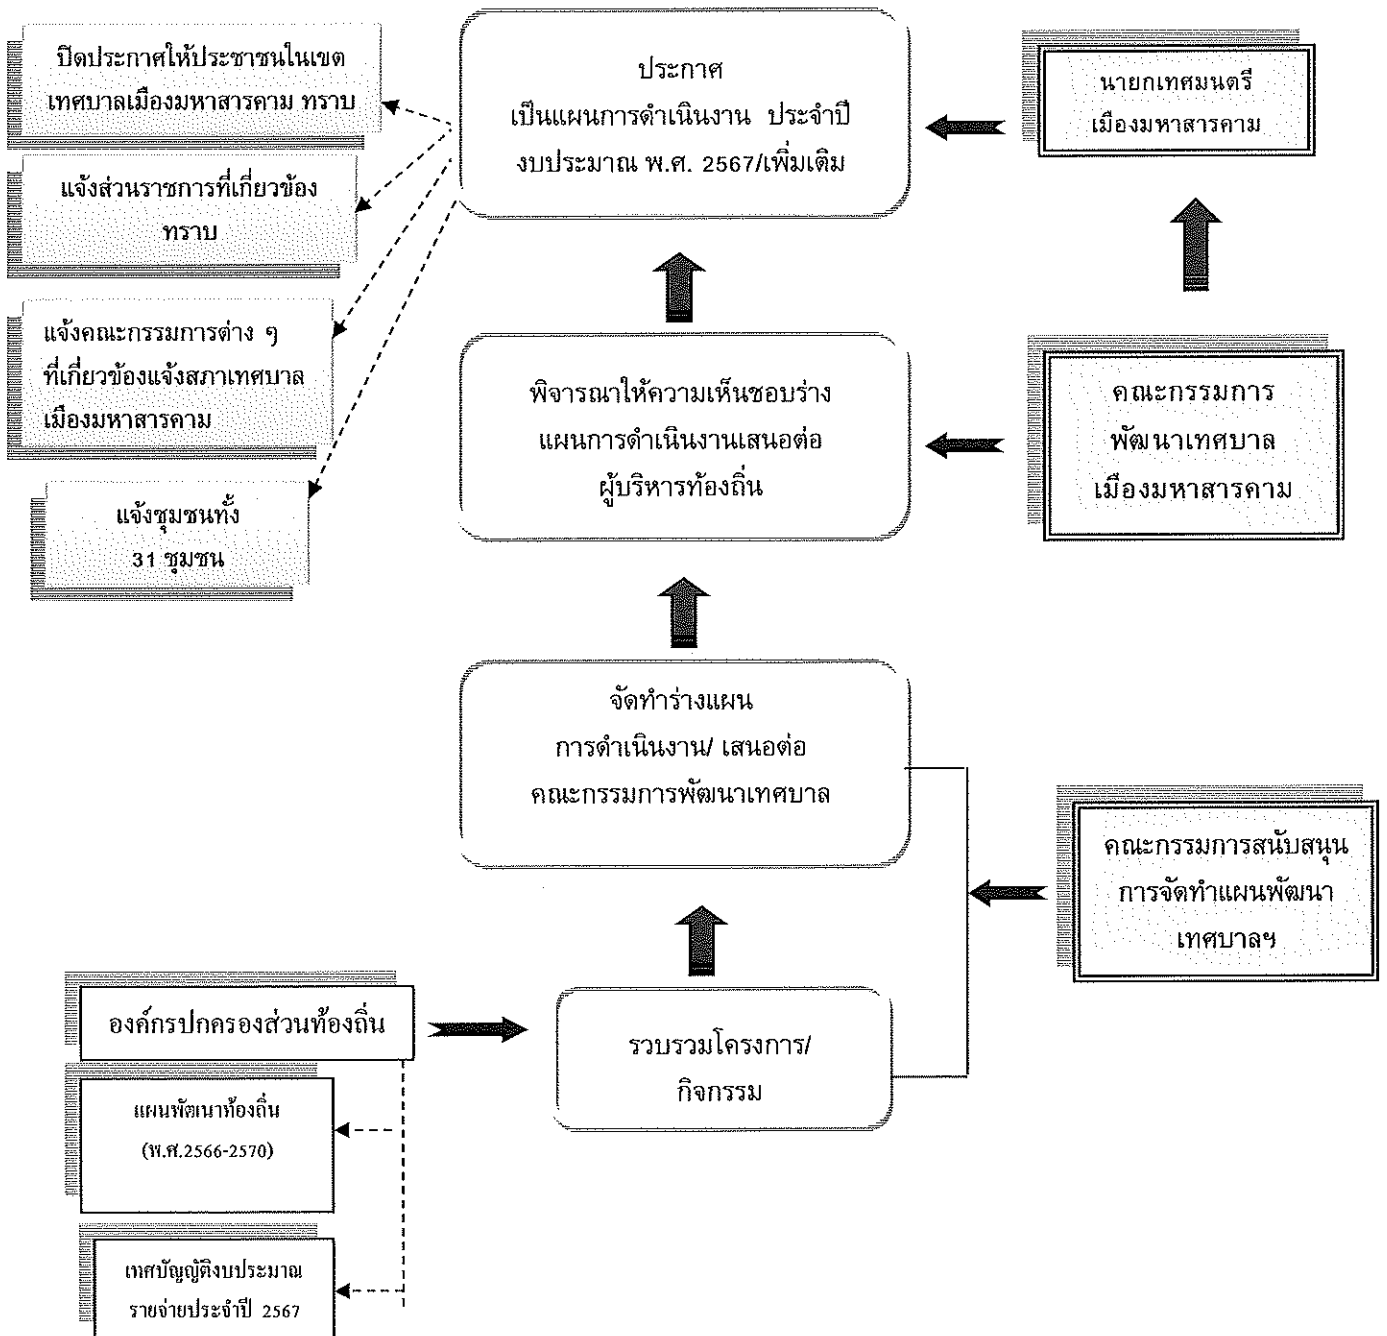 ปิดประกาศให้ประชาชนในเขต
เทศบาลเมืองมหาสารคาม ทราบ
แจ้งส่วนราชการที่เกี่ยวข้อง
ทราบ
แจ้งคณะกรรมการต่าง ๆ
ที่เกี่ยวข้องแจ้งสภาเทศบาล
เมืองมหาสารคาม
แจ้งชุมชนทั้ง
31 ชุมชน
ประกาศ
เป็นแผนการดำเนินงาน ประจำปี
งบประมาณ พ.ศ. 2567/เพิ่มเติม
นายกเทศมนตรี
เมืองมหาสารคาม
พิจารณาให้ความเห็นชอบร่าง
แผนการดำเนินงานเสนอต่อ
ผู้บริหารท้องถิ่น
คณะกรรมการ
พัฒนาเทศบาล
เมืองมหาสารคาม
จัดทำร่างแผน
การดำเนินงาน/ เสนอต่อ
คณะกรรมการพัฒนาเทศบาล
คณะกรรมการสนับสนุน
การจัดทำแผนพัฒนา
เทศบาลฯ
องค์กรปกครองส่วนท้องถิ่น
รวบรวมโครงการ/
กิจกรรม
แผนพัฒนาท้องถิ่น
(พ.ศ.2566-2570)
เทศบัญญัติงบประมาณ
รายจ่ายประจำปี 2567